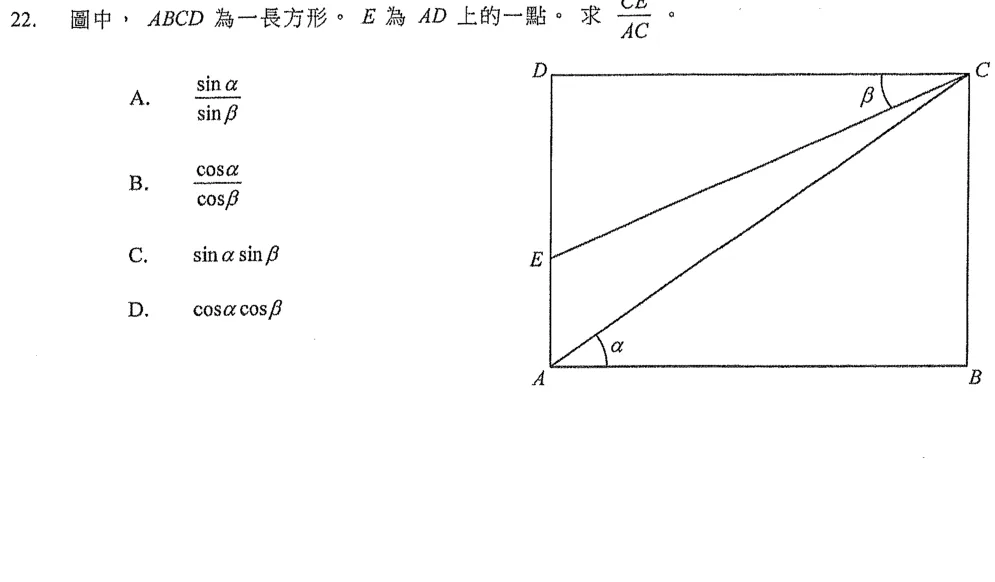 22. 圖中，ABCD 為一長方形。E 為 AD 上的一點。求 CE/AC。
A. sin α / sin β
B. cos α / cos β
C. sin α sin β
D. cos α cos β
D
C
β
E
α
A
B